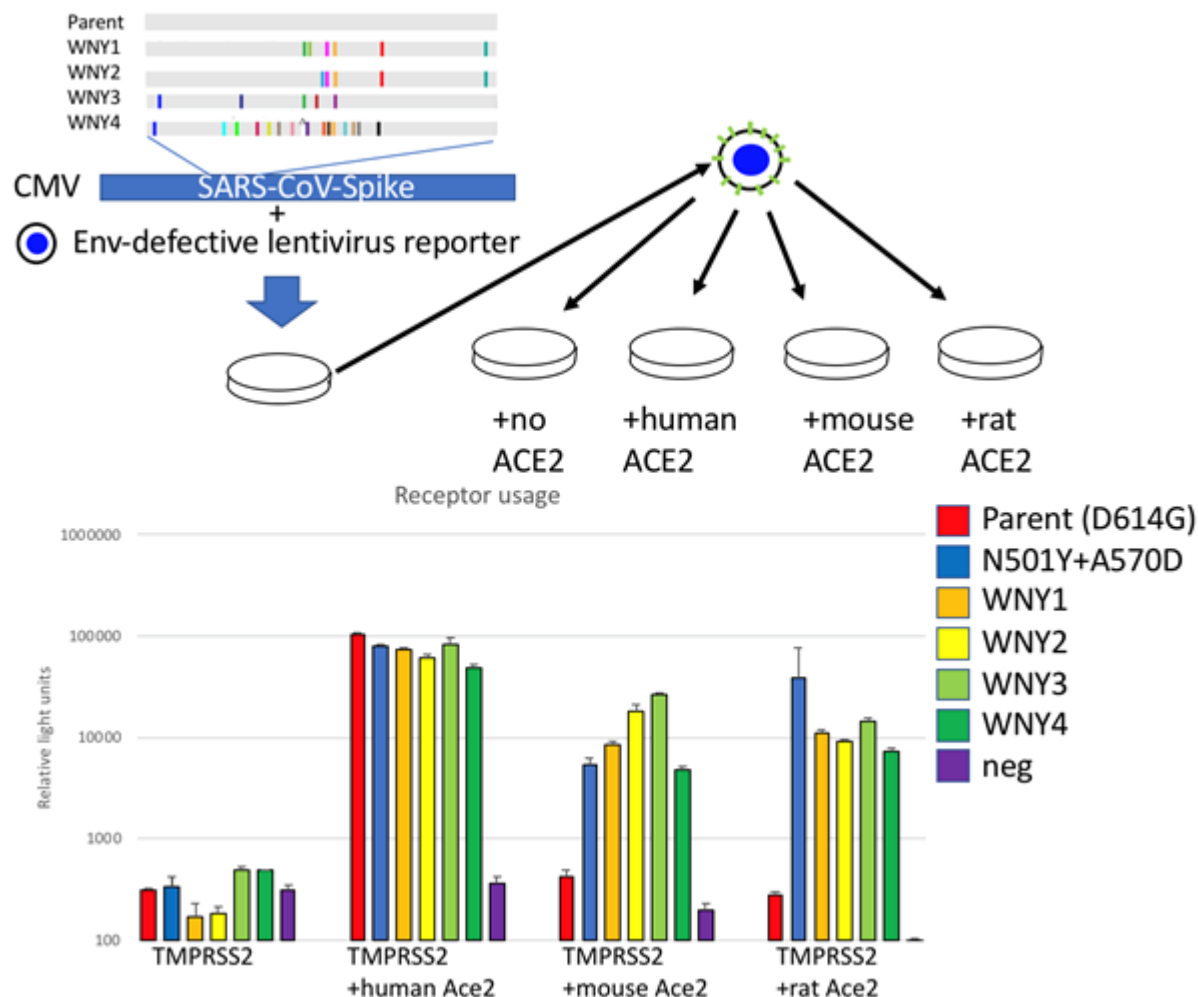 Parent
WNY1
WNY2
WNY3
WNY4
CMV SARS-CoV-Spike
+
Env-defective lentivirus reporter
+no +human +mouse +rat
ACE2 ACE2 ACE2 ACE2
Receptor usage
Parent (D614G)
N501Y+A570D
WNY1
WNY2
WNY3
WNY4
neg
Relative light units
1000000
100000
10000
1000
100
TMPRSS2 TMPRSS2 TMPRSS2 TMPRSS2
+human Ace2 +mouse Ace2 +rat Ace2